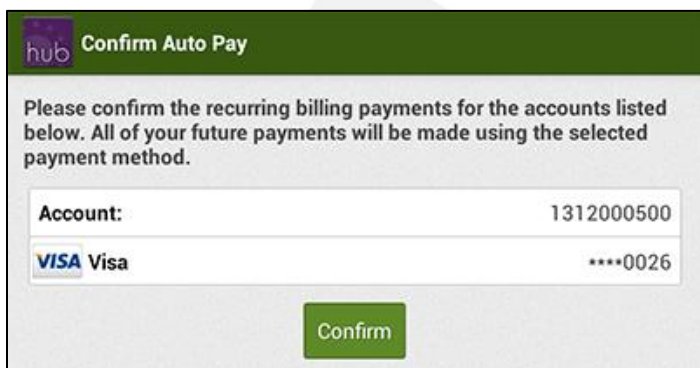 hub Confirm Auto Pay
Please confirm the recurring billing payments for the accounts listed
below. All of your future payments will be made using the selected
payment method.
Account: 1312000500
VISA Visa ****0026
Confirm